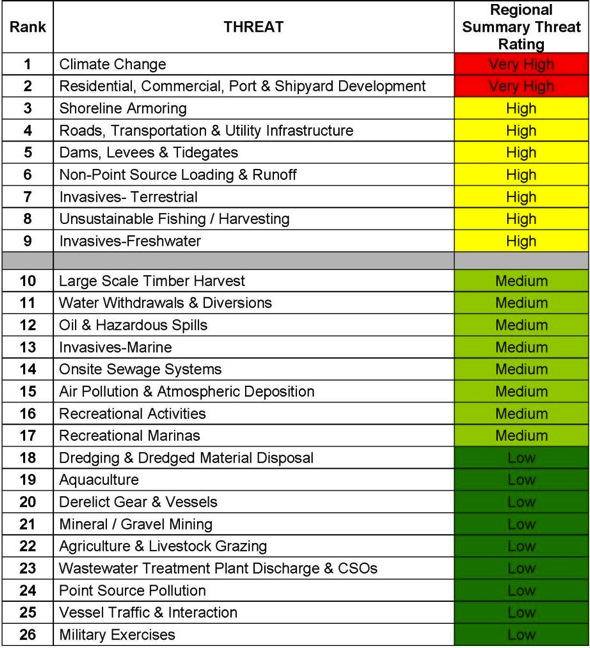 Rank THREAT Regional Summary Threat Rating
1 Climate Change Very High
2 Residential, Commercial, Port & Shipyard Development Very High
3 Shoreline Armoring High
4 Roads, Transportation & Utility Infrastructure High
5 Dams, Levees & Tidegates High
6 Non-Point Source Loading & Runoff High
7 Invasives- Terrestrial High
8 Unsustainable Fishing / Harvesting High
9 Invasives-Freshwater High
10 Large Scale Timber Harvest Medium
11 Water Withdrawals & Diversions Medium
12 Oil & Hazardous Spills Medium
13 Invasives-Marine Medium
14 Onsite Sewage Systems Medium
15 Air Pollution & Atmospheric Deposition Medium
16 Recreational Activities Medium
17 Recreational Marinas Medium
18 Dredging & Dredged Material Disposal Low
19 Aquaculture Low
20 Derelict Gear & Vessels Low
21 Mineral / Gravel Mining Low
22 Agriculture & Livestock Grazing Low
23 Wastewater Treatment Plant Discharge & CSOs Low
24 Point Source Pollution Low
25 Vessel Traffic & Interaction Low
26 Military Exercises Low